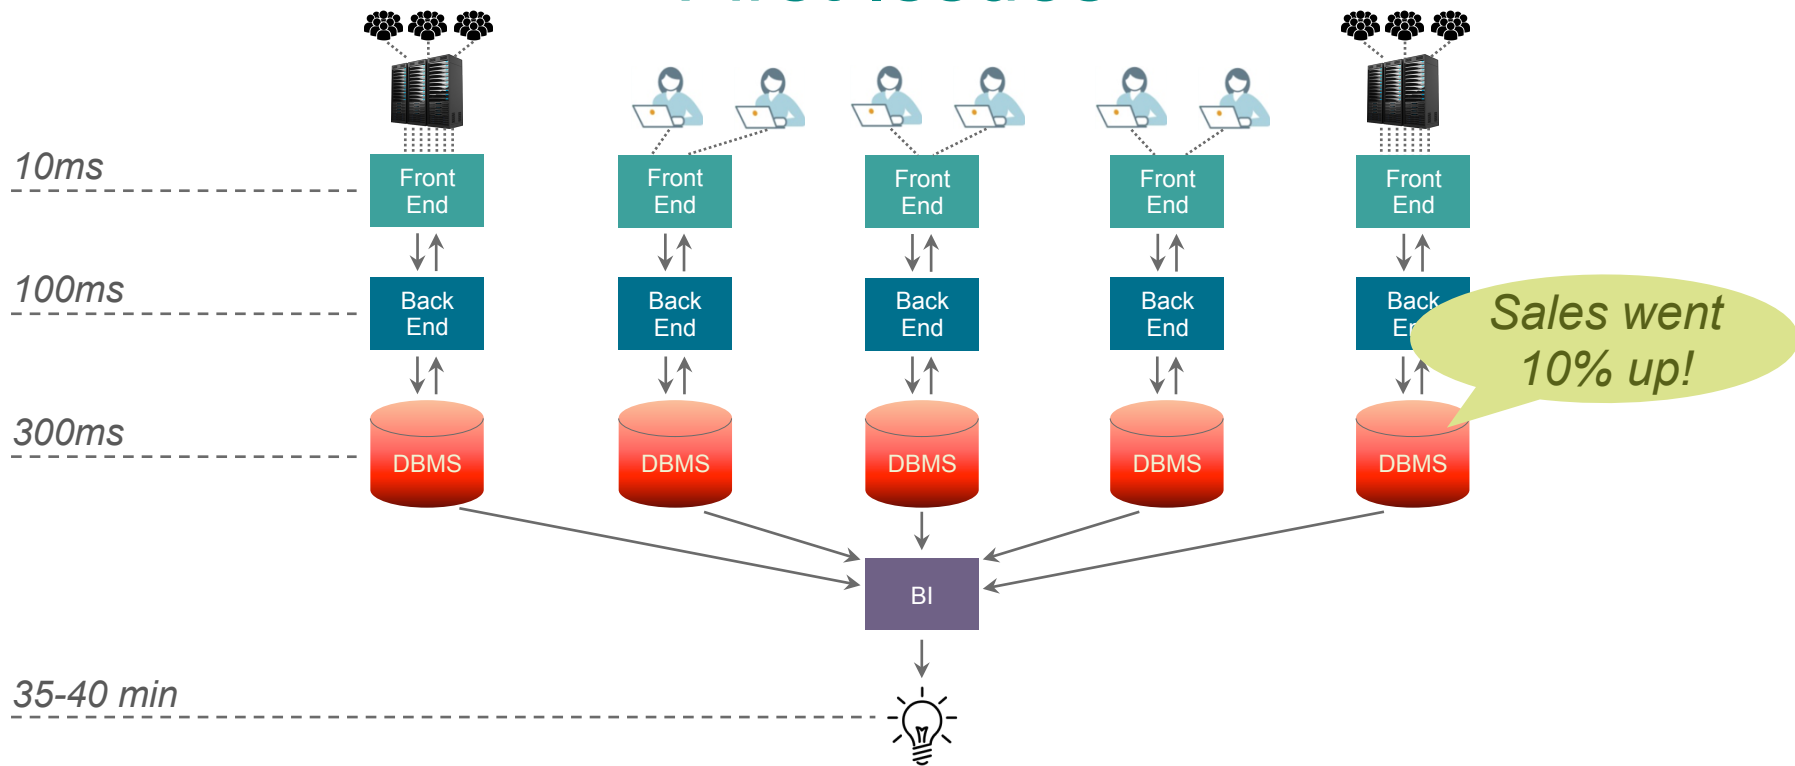 10ms
Front
End
Front
End
Front
End
Front
End
Front
End
100ms
Back
End
Back
End
Back
End
Back
End
Back
Sales went
10% up!
300ms
DBMS
DBMS
DBMS
DBMS
DBMS
BI
35-40 min